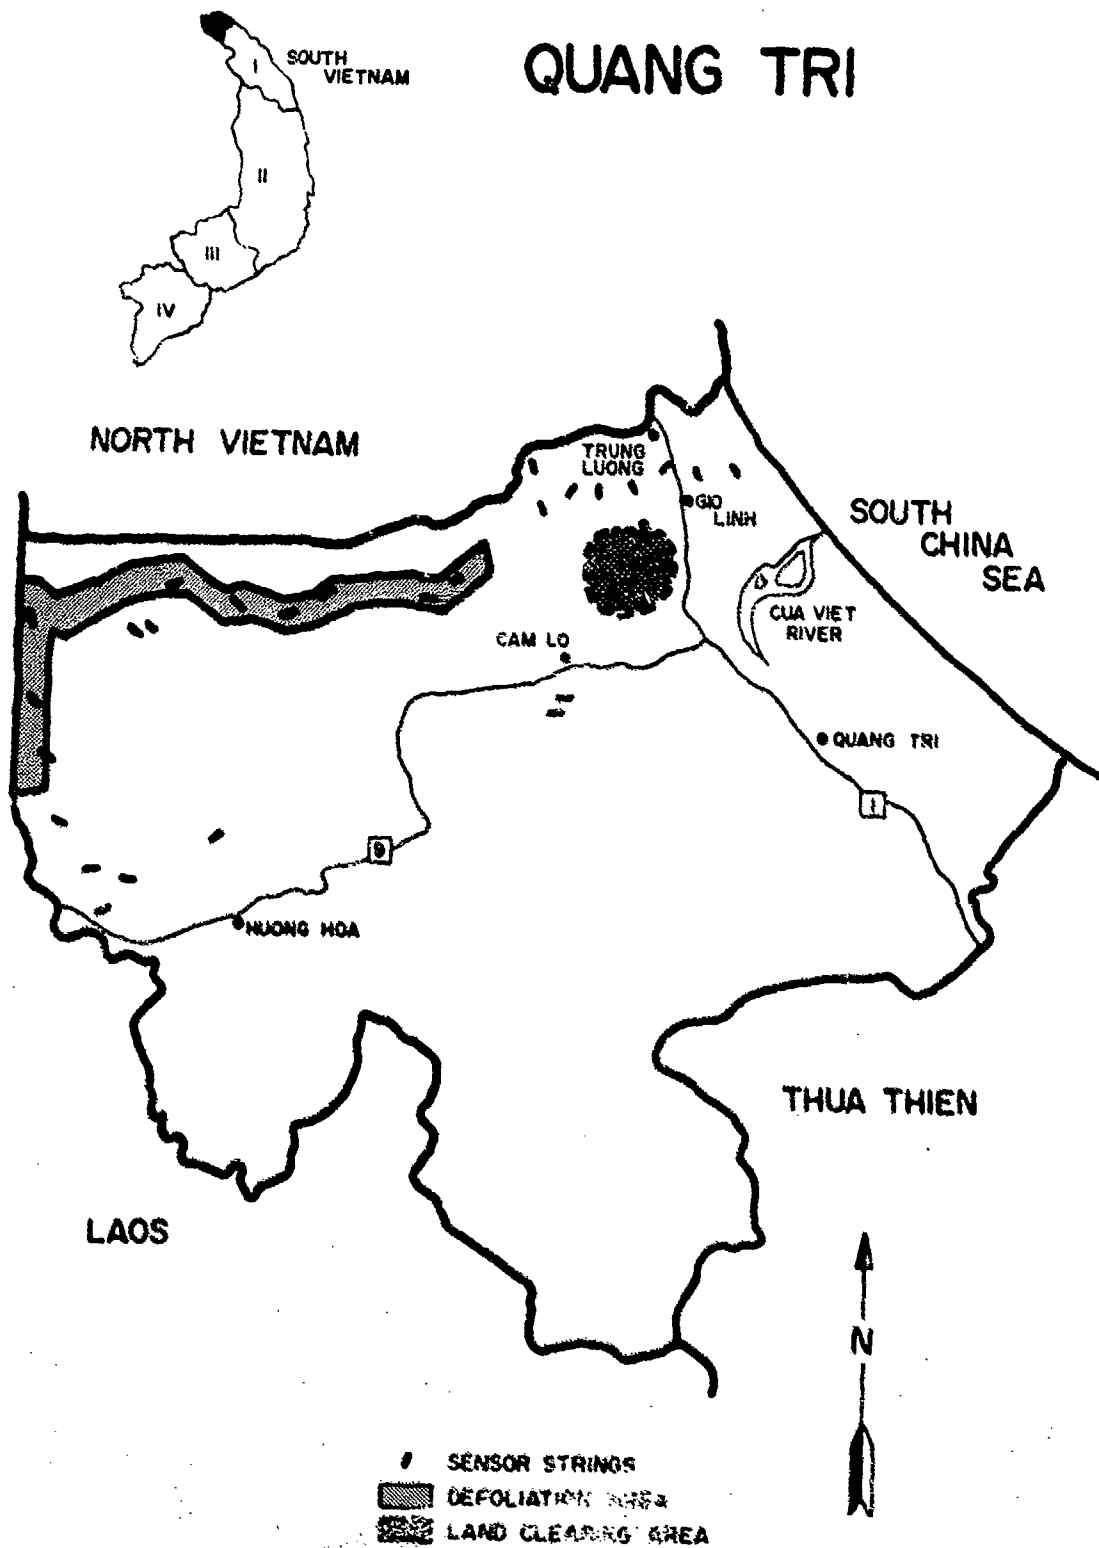 QUANG TRI
SOUTH
VIETNAM
I
II
III
IV
NORTH VIETNAM
TRUNG
LUONG
GIO
LINH
SOUTH
CHINA
SEA
CUA VIET
RIVER
CAM LO
QUANG TRI
1
9
HUONG HOA
THUA THIEN
LAOS
N
SENSOR STRINGS
DEFOLIATION AREA
LAND CLEARING AREA